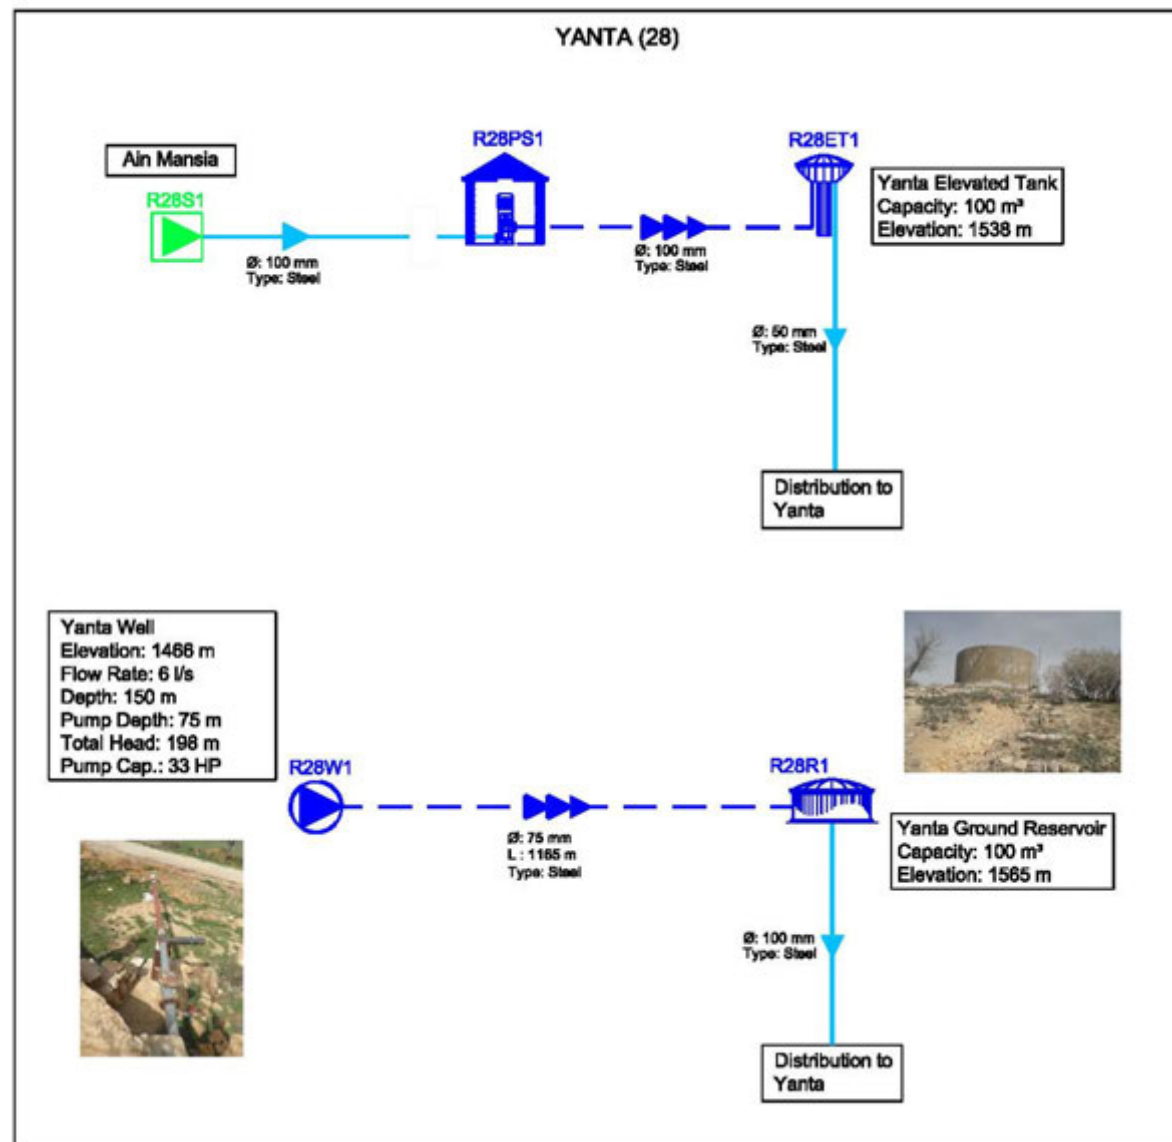 YANTA (28)
Ain Mansia
R28S1
Ø: 100 mm
Type: Steel
R28PS1
Ø: 100 mm
Type: Steel
R28ET1
Yanta Elevated Tank
Capacity: 100 m³
Elevation: 1538 m
Ø: 50 mm
Type: Steel
Distribution to
Yanta
Yanta Well
Elevation: 1466 m
Flow Rate: 6 l/s
Depth: 150 m
Pump Depth: 75 m
Total Head: 198 m
Pump Cap.: 33 HP
R28W1
Ø: 75 mm
L : 1165 m
Type: Steel
R28R1
Yanta Ground Reservoir
Capacity: 100 m³
Elevation: 1565 m
Ø: 100 mm
Type: Steel
Distribution to
Yanta